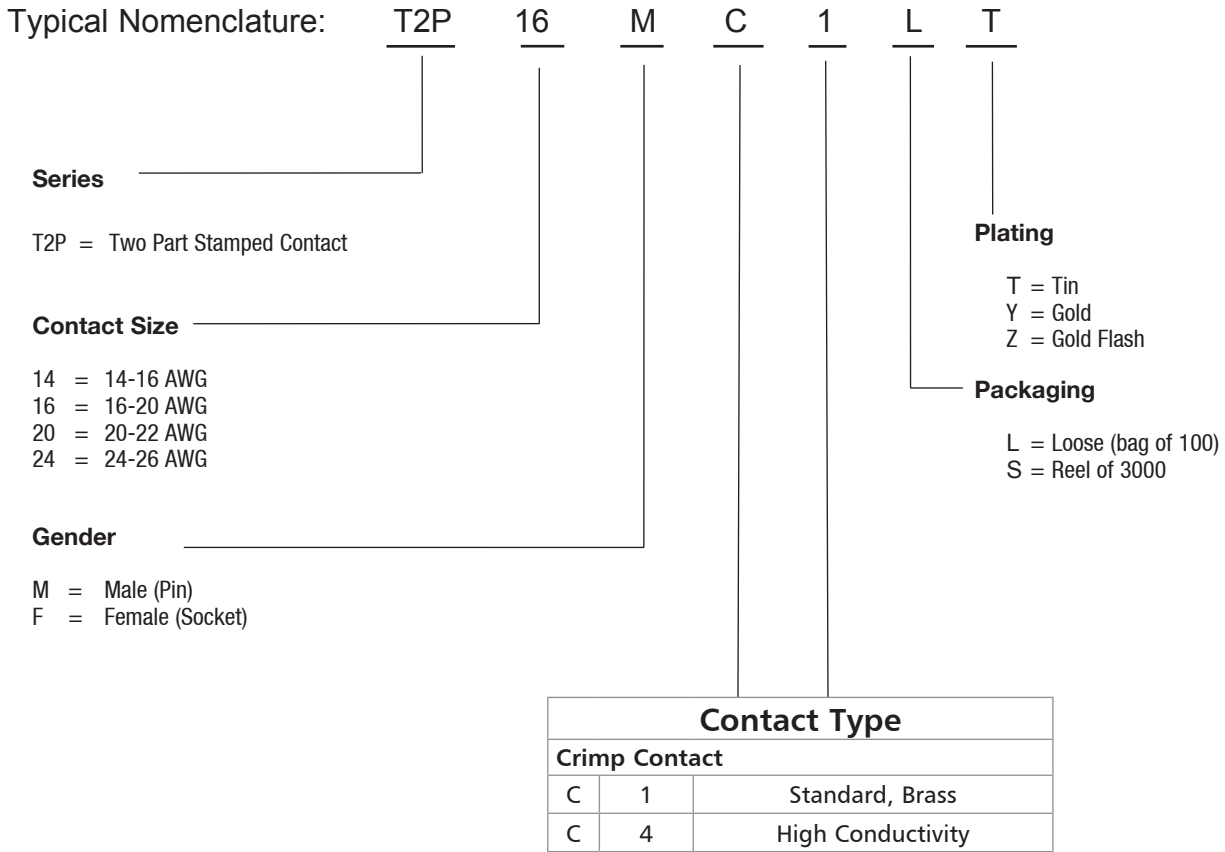 Typical Nomenclature: T2P 16 M C 1 L T
Series
T2P = Two Part Stamped Contact
Contact Size
14 = 14-16 AWG
16 = 16-20 AWG
20 = 20-22 AWG
24 = 24-26 AWG
Gender
M = Male (Pin)
F = Female (Socket)
Plating
T = Tin
Y = Gold
Z = Gold Flash
Packaging
L = Loose (bag of 100)
S = Reel of 3000
Contact Type
Crimp Contact
C 1 Standard, Brass
C 4 High Conductivity